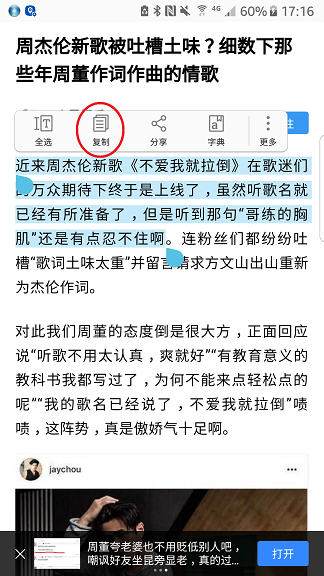 4G 60% 17:16
周杰伦新歌被吐槽土味？细数下那
些年周董作词作曲的情歌
全选 复制 分享 字典 更多
近来周杰伦新歌《不爱我就拉倒》在歌迷们
的万众期待下终于是上线了，虽然听歌名就
已经有所准备了，但是听到那句“哥练的胸
肌”还是有点忍不住啊。连粉丝们都纷纷吐
槽“歌词土味太重”并留言请求方文山出山重新
为杰伦作词。
对此我们周董的态度倒是很大方，正面回应
说“听歌不用太认真，爽就好”“有教育意义的
教科书我都写过了，为何不能来点轻松点的
呢”“我的歌名已经说了，不爱我就拉倒”啧
啧，这阵势，真是傲娇气十足啊。
jaychou
周董夸老婆也不用贬低别人吧，
嘲讽好友坐昆旁显老，真的过...
打开